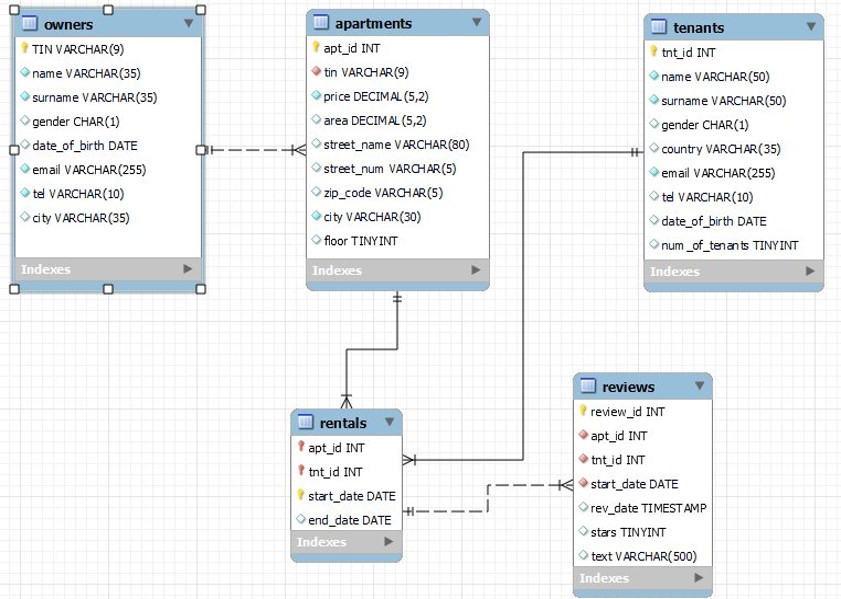 owners
TIN VARCHAR(9)
name VARCHAR(35)
surname VARCHAR(35)
gender CHAR(1)
date_of_birth DATE
email VARCHAR(255)
tel VARCHAR(10)
city VARCHAR(35)
Indexes
apartments
apt_id INT
tin VARCHAR(9)
price DECIMAL(5,2)
area DECIMAL(5,2)
street_name VARCHAR(80)
street_num VARCHAR(5)
zip_code VARCHAR(5)
city VARCHAR(30)
floor TINYINT
Indexes
tenants
tnt_id INT
name VARCHAR(50)
surname VARCHAR(50)
gender CHAR(1)
country VARCHAR(35)
email VARCHAR(255)
tel VARCHAR(10)
date_of_birth DATE
num_of_tenants TINYINT
Indexes
rentals
apt_id INT
tnt_id INT
start_date DATE
end_date DATE
Indexes
reviews
review_id INT
apt_id INT
tnt_id INT
start_date DATE
rev_date TIMESTAMP
stars TINYINT
text VARCHAR(500)
Indexes